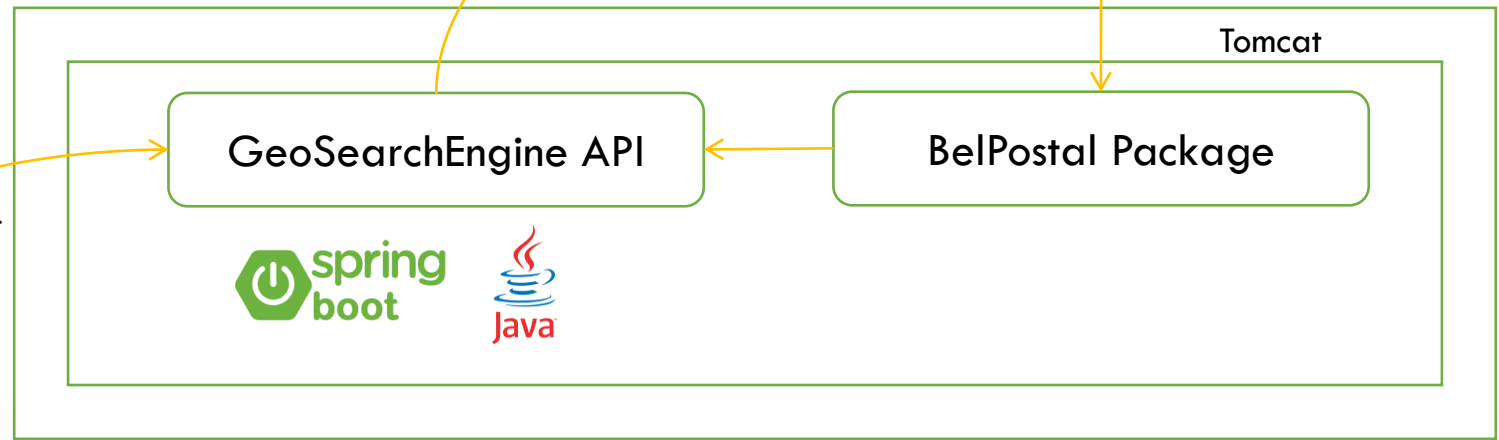 Tomcat
GeoSearchEngine API
BelPostal Package
spring
boot
Java